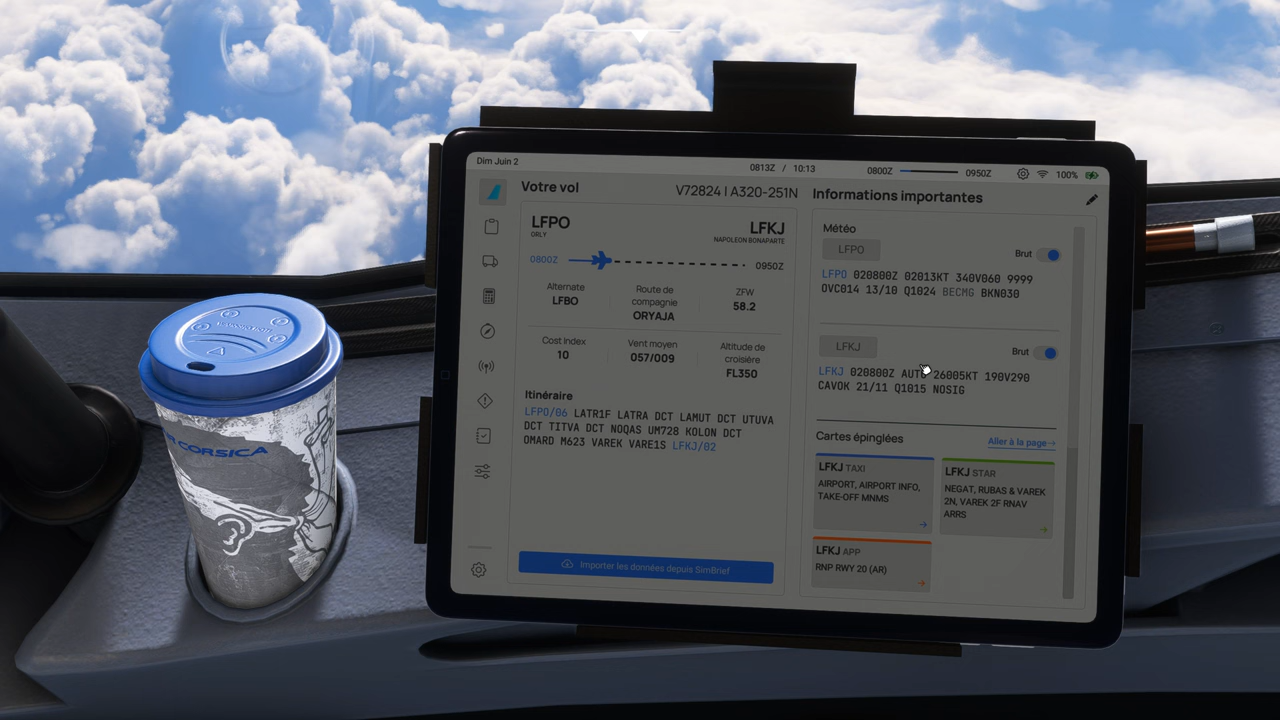 Dim Juin 2
0813Z / 10:13
0800Z
0950Z
100%
Votre vol
V72824 | A320-251N
LFPO
ORLY
LFKJ
NAPOLEON BONAPARTE
0800Z
0950Z
Alternate
LFBO
Route de
compagnie
ORYAJA
ZFW
58.2
Cost Index
10
Vent moyen
057/009
Altitude de
croisière
FL350
Itinéraire
LFPO/06 LATR1F LATRA DCT LAMUT DCT UTUVA
DCT TITVA DCT NOQAS UM728 KOLON DCT
OMARD M623 VAREK VARE1S LFKJ/02
Importer les données depuis SimBrief
Informations importantes
Météo
LFPO
Brut
LFPO 020800Z 02013KT 340V060 9999
OVC014 13/10 Q1024 BECMG BKN030
LFKJ
Brut
LFKJ 020800Z AUTO 26005KT 190V290
CAVOK 21/11 Q1015 NOSIG
Cartes épinglées
Aller à la page
LFKJ TAXI
AIRPORT, AIRPORT INFO,
TAKE-OFF MNMS
LFKJ STAR
NEGAT, RUBAS & VAREK
2N, VAREK 2F RNAV
ARRS
LFKJ APP
RNP RWY 20 (AR)
CORSICA